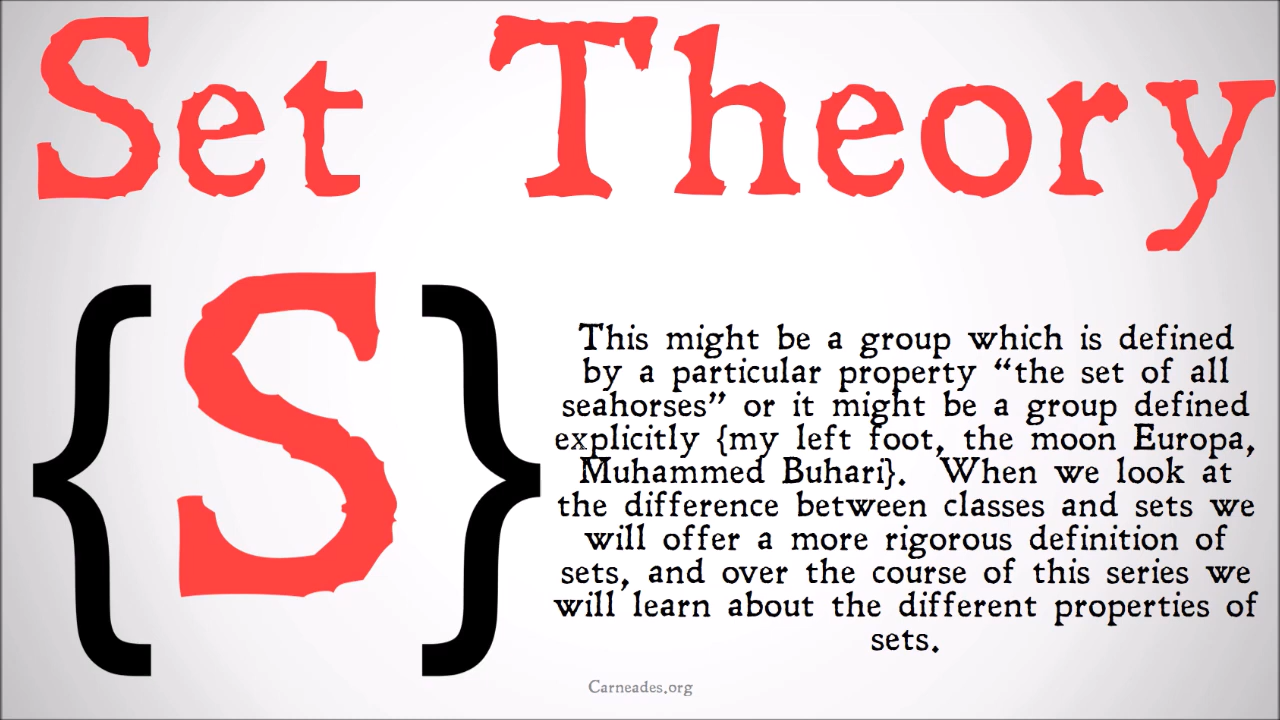 Set Theory
{S}
This might be a group which is defined
by a particular property “the set of all
seahorses” or it might be a group defined
explicitly {my left foot, the moon Europa,
Muhammed Buhari}. When we look at
the difference between classes and sets we
will offer a more rigorous definition of
sets, and over the course of this series we
will learn about the different properties of
sets.
Carneades.org